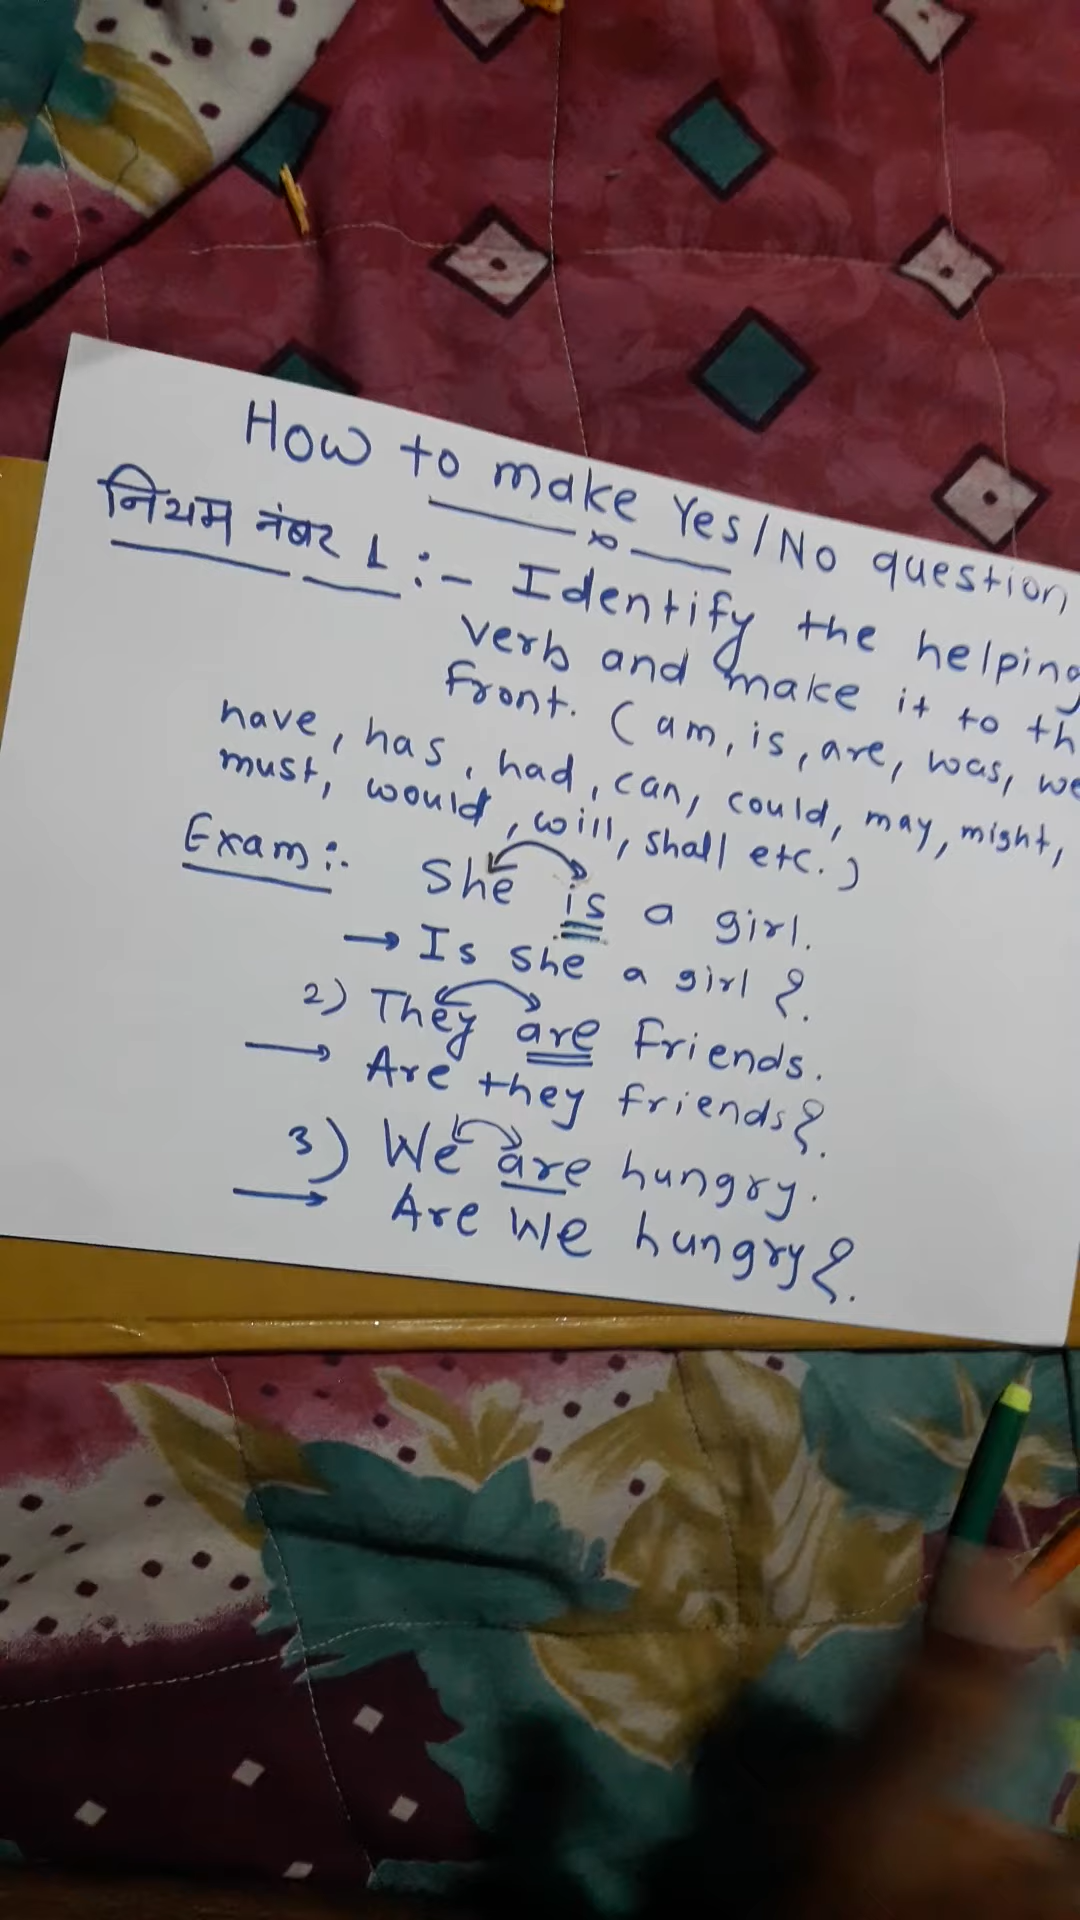 How to make Yes/No question
नियम नंबर 1 :- Identify the helping
verb and make it to th
front. (am, is, are, was, we
have, has, had, can, could, may, might,
must, would, will, shall etc.)
Exam:- She is a girl.
→ Is she a girl?
2) They are friends.
→ Are they friends?
3) We are hungry.
→ Are We hungry?